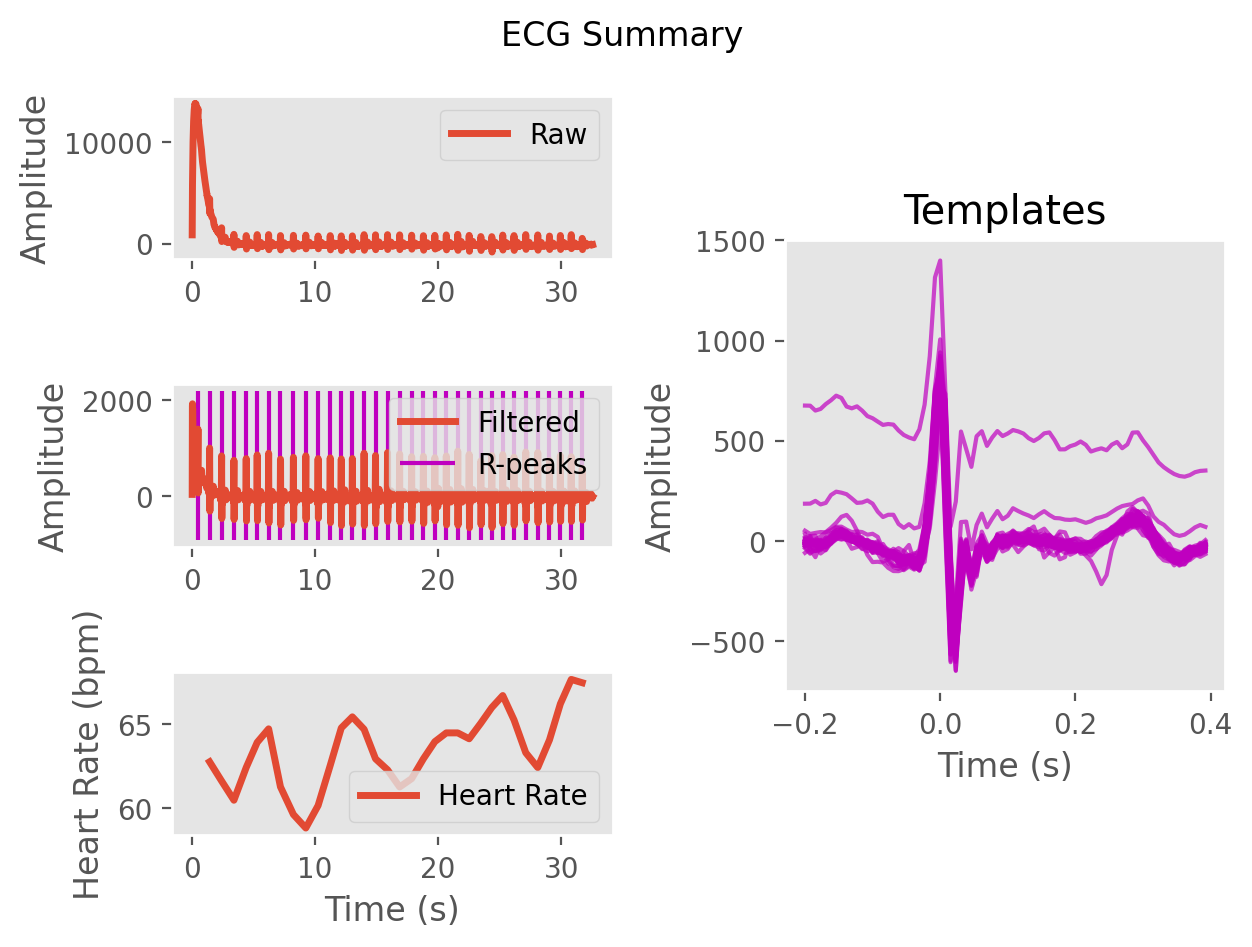 ECG Summary
Amplitude
10000
0
Raw
0 10 20 30
Amplitude
2000
0
Filtered
R-peaks
0 10 20 30
Heart Rate (bpm)
65
60
Heart Rate
0 10 20 30
Time (s)
Templates
Amplitude
1500
1000
500
0
−500
−0.2 0.0 0.2 0.4
Time (s)